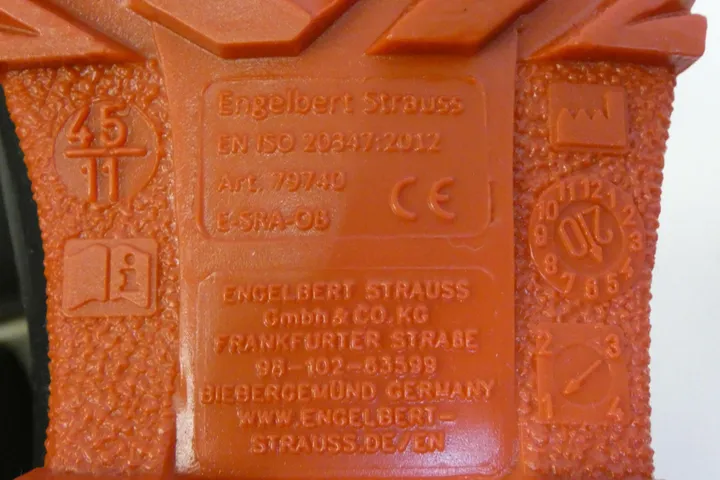 45
11
Engelbert Strauss
EN ISO 20347:2012
Art. 79740
E-SRA-OB
CE
ENGELBERT STRAUSS
GmbH & CO. KG
FRANKFURTER STRAßE
98-102-63599
BIEBERGEMÜND GERMANY
WWW.ENGELBERT-
STRAUSS.DE/EN
10 11 12 1 2 3 4 5 6 7 8 9
2 3
1 4